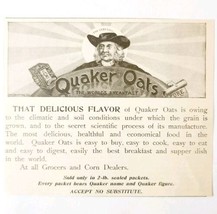 Quaker Oats
THE WORLD'S BREAKFAST
PURE
THAT DELICIOUS FLAVOR of Quaker Oats is owing
to the climatic and soil conditions under which the grain is
grown, and to the secret scientific process of its manufacture.
The most delicious, healthful and economical food in the
world. Quaker Oats is easy to buy, easy to cook, easy to eat
and easy to digest, easily the best breakfast and supper dish
in the world.
At all Grocers and Corn Dealers.
Sold only in 2-lb. sealed packets.
Every packet bears Quaker name and Quaker figure.
ACCEPT NO SUBSTITUTE.